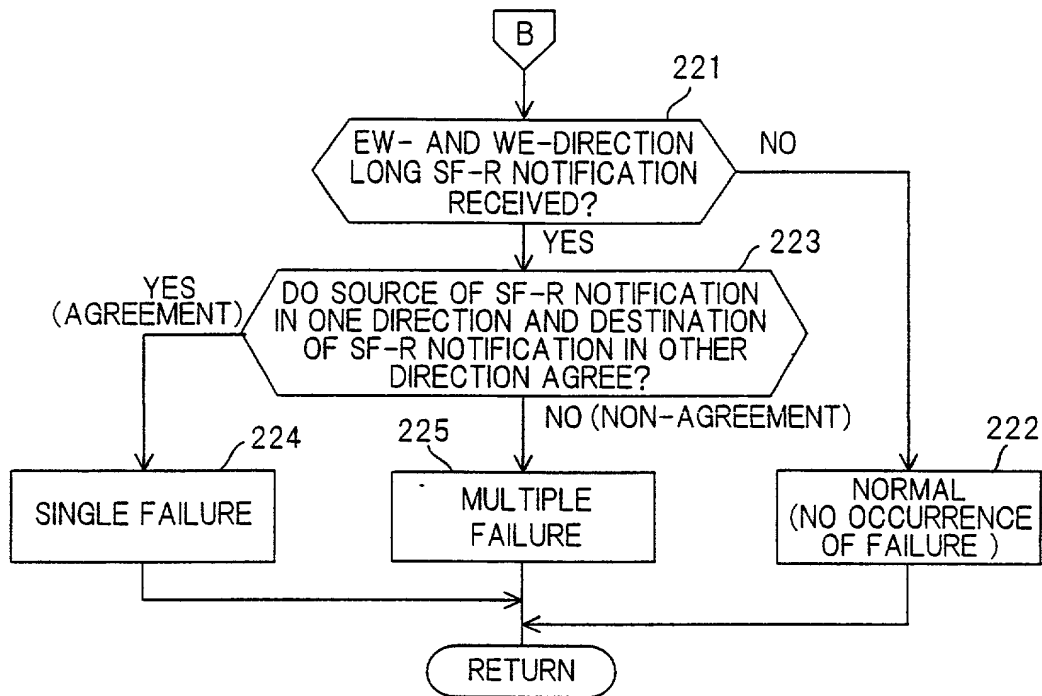 B
221
EW- AND WE-DIRECTION
LONG SF-R NOTIFICATION
RECEIVED?
NO
YES
223
YES
(AGREEMENT)
DO SOURCE OF SF-R NOTIFICATION
IN ONE DIRECTION AND DESTINATION
OF SF-R NOTIFICATION IN OTHER
DIRECTION AGREE?
NO (NON-AGREEMENT)
224
SINGLE FAILURE
225
MULTIPLE
FAILURE
222
NORMAL
(NO OCCURRENCE
OF FAILURE )
RETURN